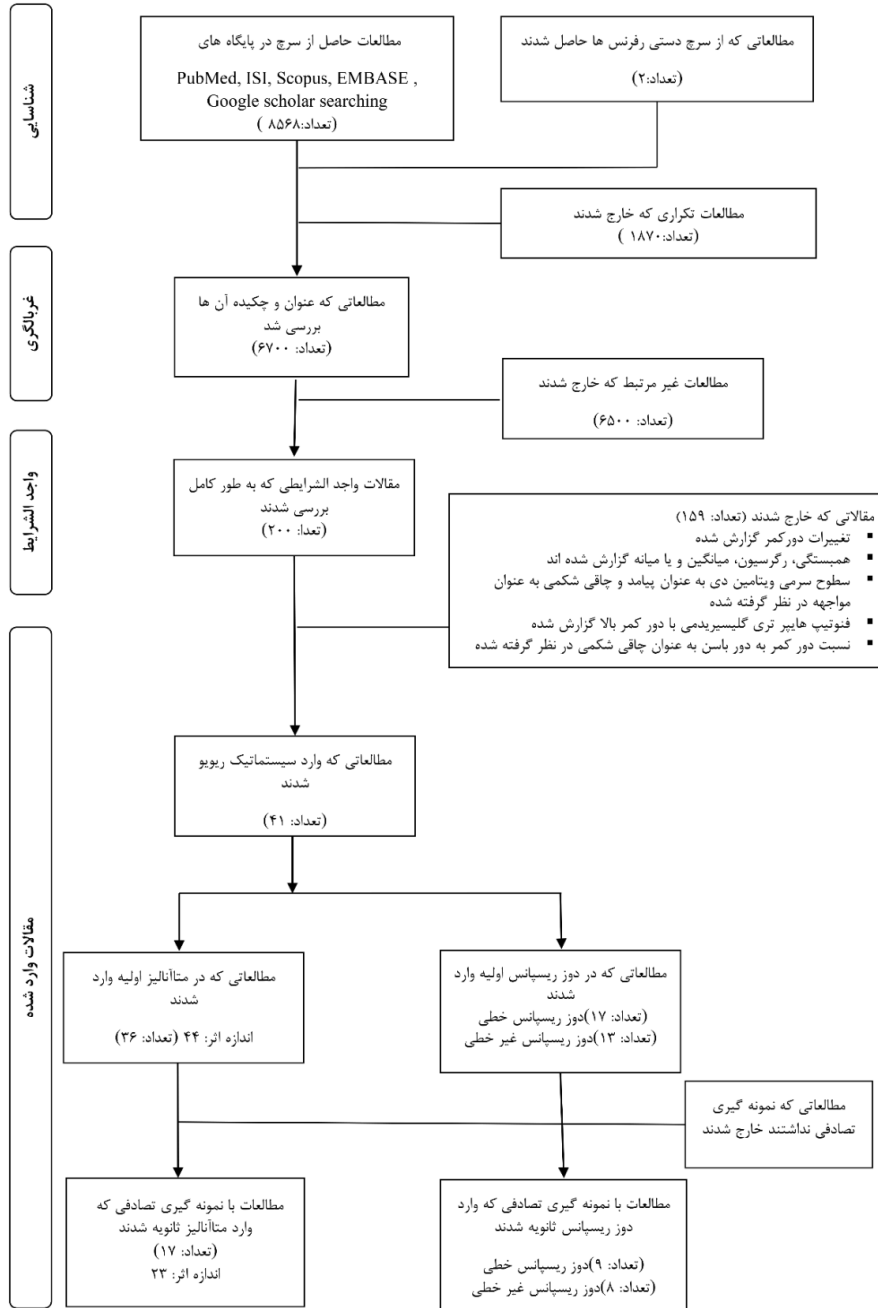 شناسایی
مطالعات حاصل از سرچ در پایگاه های
PubMed, ISI, Scopus, EMBASE ,
Google scholar searching
(تعداد:۸۵۶۸ )
مطالعاتی که از سرچ دستی رفرنس ها حاصل شدند
(تعداد:۲)
مطالعات تکراری که خارج شدند
(تعداد:۱۸۷۰ )
غربالگری
مطالعاتی که عنوان و چکیده آن ها
بررسی شد
(تعداد: ۶۷۰۰)
مطالعات غیر مرتبط که خارج شدند
(تعداد: ۶۵۰۰)
واجد الشرایط
مقالات واجد الشرایطی که به طور کامل
بررسی شدند
(تعدا: ۲۰۰)
مقالاتی که خارج شدند (تعداد: ۱۵۹)
▪ تغییرات دورکمر گزارش شده
▪ همبستگی، رگرسیون، میانگین و یا میانه گزارش شده اند
▪ سطوح سرمی ویتامین دی به عنوان پیامد و چاقی شکمی به عنوان
مواجهه در نظر گرفته شده
▪ فنوتیپ هایپر تری گلیسیریدمی با دور کمر بالا گزارش شده
▪ نسبت دور کمر به دور باسن به عنوان چاقی شکمی در نظر گرفته شده
مقالات وارد شده
مطالعاتی که وارد سیستماتیک ریویو
شدند
(تعداد: ۴۱)
مطالعاتی که در متاآنالیز اولیه وارد
شدند
اندازه اثر: ۴۴ (تعداد: ۳۶)
مطالعاتی که در دوز ریسپانس اولیه وارد
شدند
(تعداد: ۱۷)دوز ریسپانس خطی
(تعداد: ۱۳)دوز ریسپانس غیر خطی
مطالعاتی که نمونه گیری
تصادفی نداشتند خارج شدند
مطالعات با نمونه گیری تصادفی که
وارد متاآنالیز ثانویه شدند
(تعداد: ۱۷)
اندازه اثر: ۲۳
مطالعات با نمونه گیری تصادفی که وارد
دوز ریسپانس ثانویه شدند
(تعداد: ۹)دوز ریسپانس خطی
(تعداد: ۸)دوز ریسپانس غیر خطی